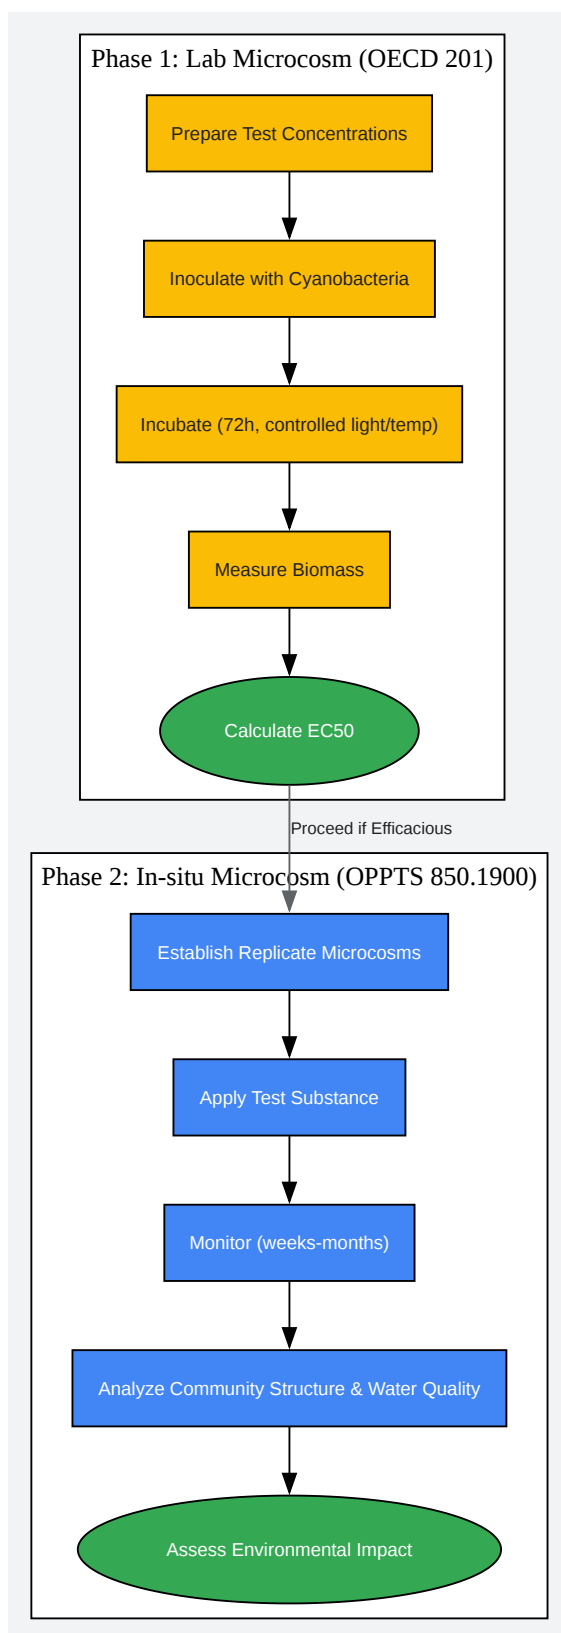 Phase 1: Lab Microcosm (OECD 201)
Prepare Test Concentrations
Inoculate with Cyanobacteria
Incubate (72h, controlled light/temp)
Measure Biomass
Calculate EC50
Proceed if Efficacious
Phase 2: In-situ Microcosm (OPPTS 850.1900)
Establish Replicate Microcosms
Apply Test Substance
Monitor (weeks-months)
Analyze Community Structure & Water Quality
Assess Environmental Impact